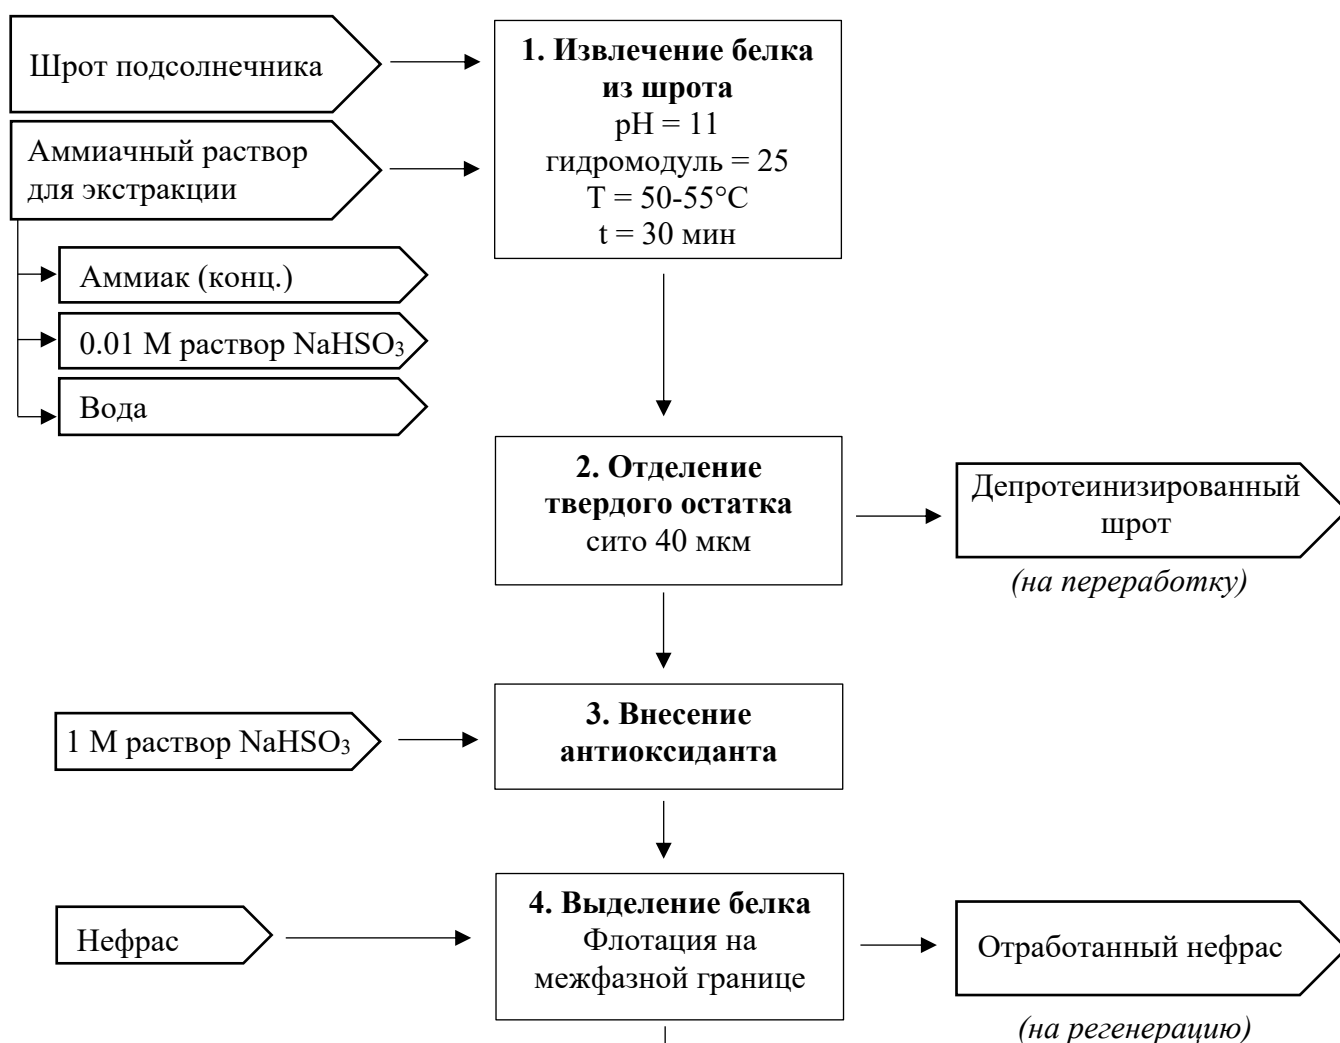 Шрот подсолнечника
1. Извлечение белка
из шрота
pH = 11
гидромодуль = 25
T = 50-55°C
t = 30 мин
Аммиачный раствор
для экстракции
Аммиак (конц.)
0.01 М раствор NaHSO₃
Вода
2. Отделение
твердого остатка
сито 40 мкм
Депротеинизированный
шрот
(на переработку)
1 М раствор NaHSO₃
3. Внесение
антиоксиданта
Нефрас
4. Выделение белка
Флотация на
межфазной границе
Отработанный нефрас
(на регенерацию)